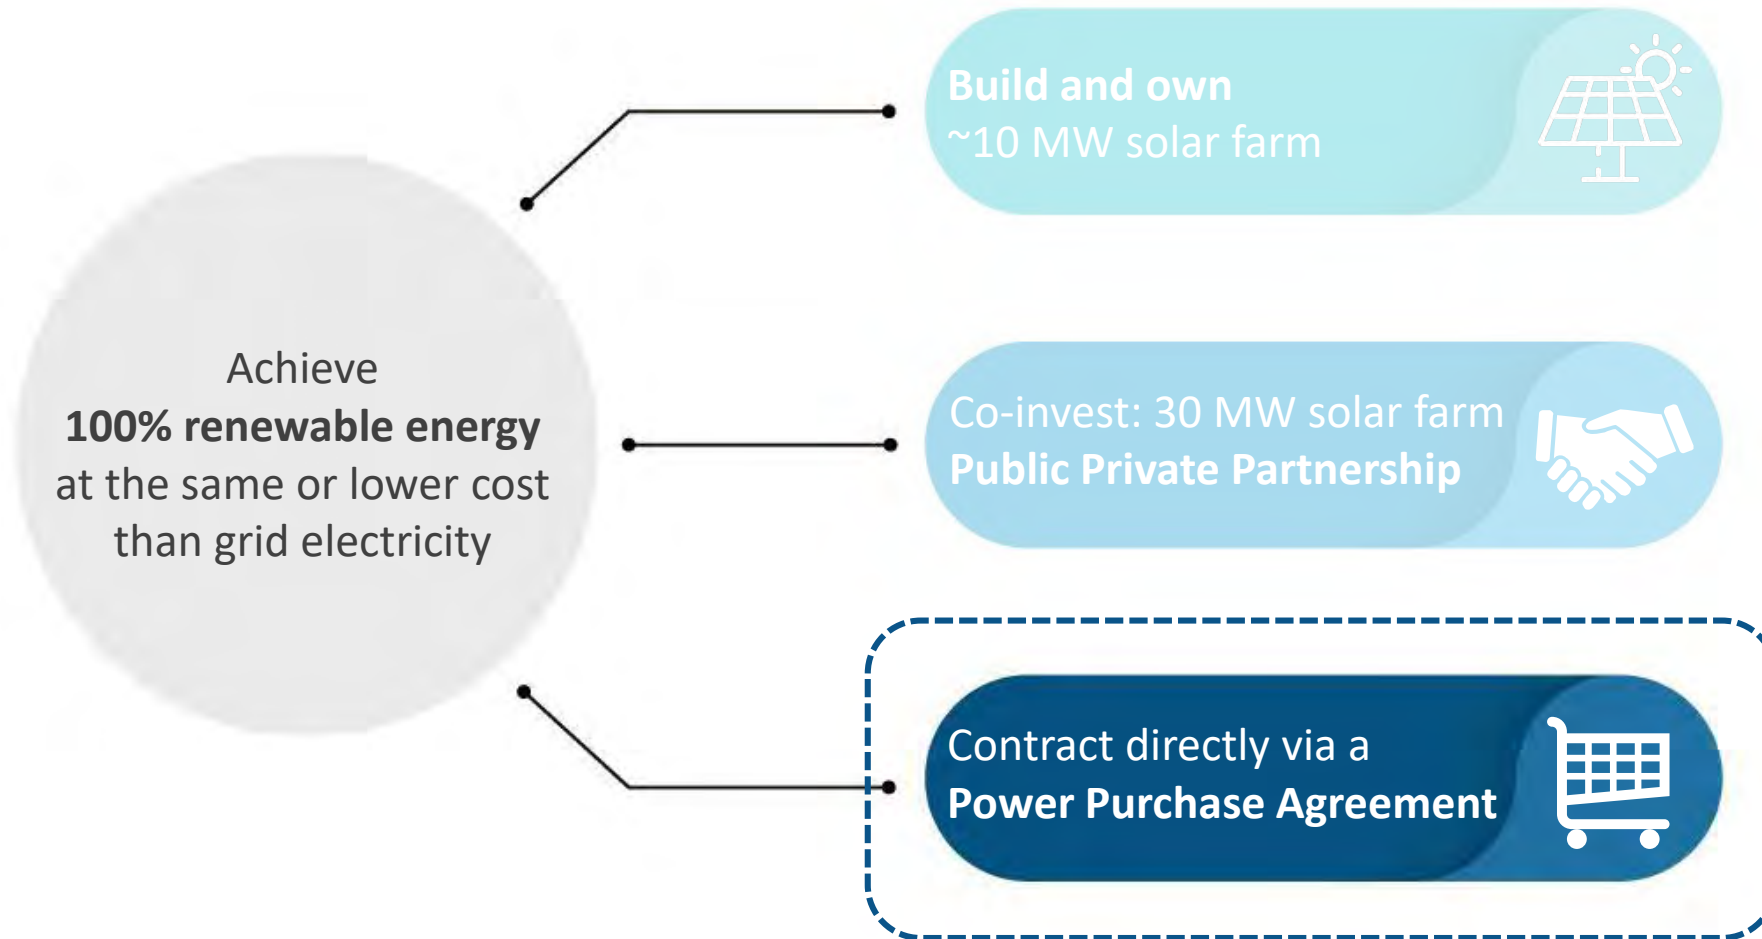 Achieve
100% renewable energy
at the same or lower cost
than grid electricity
Build and own
~10 MW solar farm
Co-invest: 30 MW solar farm
Public Private Partnership
Contract directly via a
Power Purchase Agreement